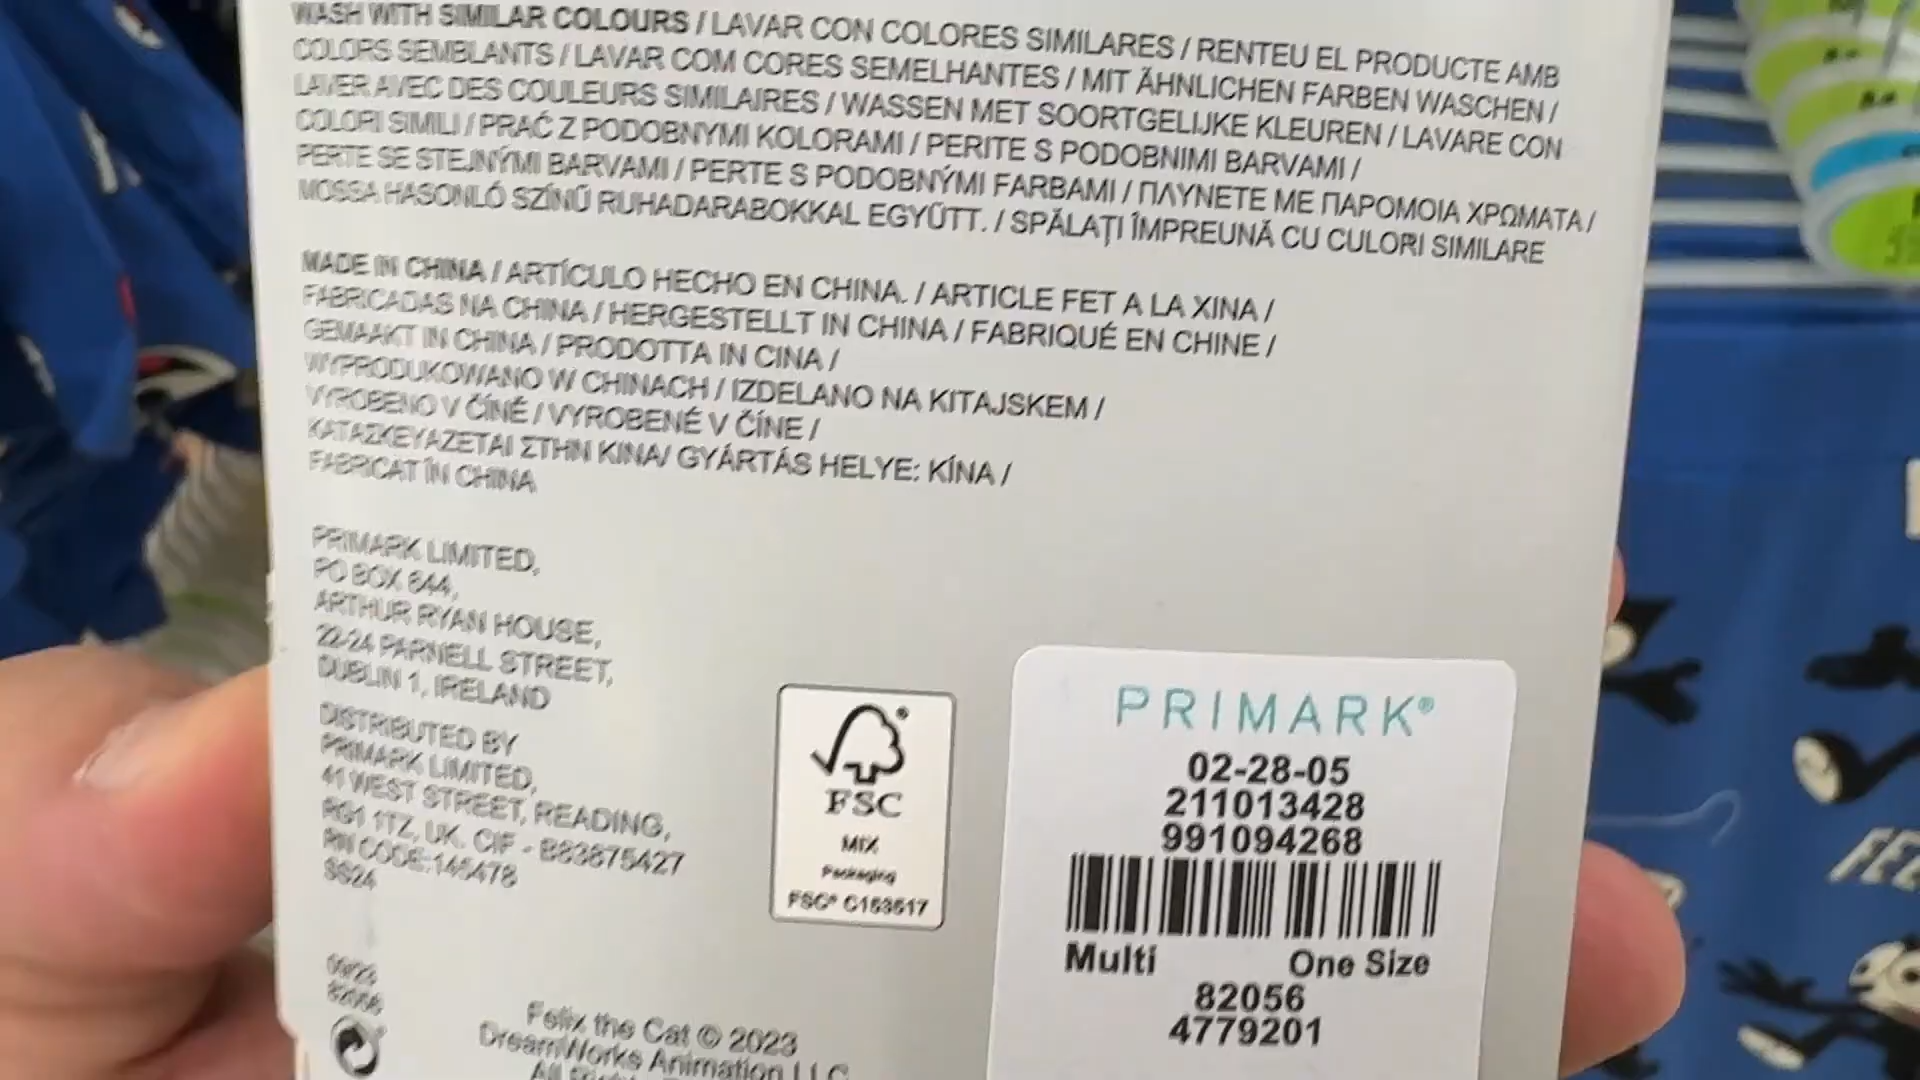 WASH WITH SIMILAR COLOURS / LAVAR CON COLORES SIMILARES / RENTEU EL PRODUCTE AMB
COLORS SEMBLANTS / LAVAR COM CORES SEMELHANTES / MIT ÄHNLICHEN FARBEN WASCHEN /
LAVER AVEC DES COULEURS SIMILAIRES / WASSEN MET SOORTGELIJKE KLEUREN / LAVARE CON
COLORI SIMILI / PRAĆ Z PODOBNYMI KOLORAMI / PERITE S PODOBNIMI BARVAMI /
PERTE SE STEJNÝMI BARVAMI / PERTE S PODOBNÝMI FARBAMI / ΠΛΥΝΕΤΕ ΜΕ ΠΑΡΟΜΟΙΑ ΧΡΩΜΑΤΑ /
MOSSA HASONLÓ SZÍNŰ RUHADARABOKKAL EGYÜTT. / SPĂLAȚI ÎMPREUNĂ CU CULORI SIMILARE
MADE IN CHINA / ARTÍCULO HECHO EN CHINA. / ARTICLE FET A LA XINA /
FABRICADAS NA CHINA / HERGESTELLT IN CHINA / FABRIQUÉ EN CHINE /
GEMAAKT IN CHINA / PRODOTTA IN CINA /
WYPRODUKOWANO W CHINACH / IZDELANO NA KITAJSKEM /
VYROBENO V ČÍNĚ / VYROBENÉ V ČÍNE /
ΚΑΤΑΣΚΕΥΑΖΕΤΑΙ ΣΤΗΝ ΚΙΝΑ/ GYÁRTÁS HELYE: KÍNA /
FABRICAT ÎN CHINA
PRIMARK LIMITED,
PO BOX 644,
ARTHUR RYAN HOUSE,
22-24 PARNELL STREET,
DUBLIN 1, IRELAND
DISTRIBUTED BY
PRIMARK LIMITED,
41 WEST STREET, READING,
RG1 1TZ, UK. CIF - B83875427
RN CODE:145478
SS24
82056
Felix the Cat © 2023
DreamWorks Animation LLC
All
FSC
MIX
Packaging
FSC® C153517
PRIMARK®
02-28-05
211013428
991094268
Multi One Size
82056
4779201